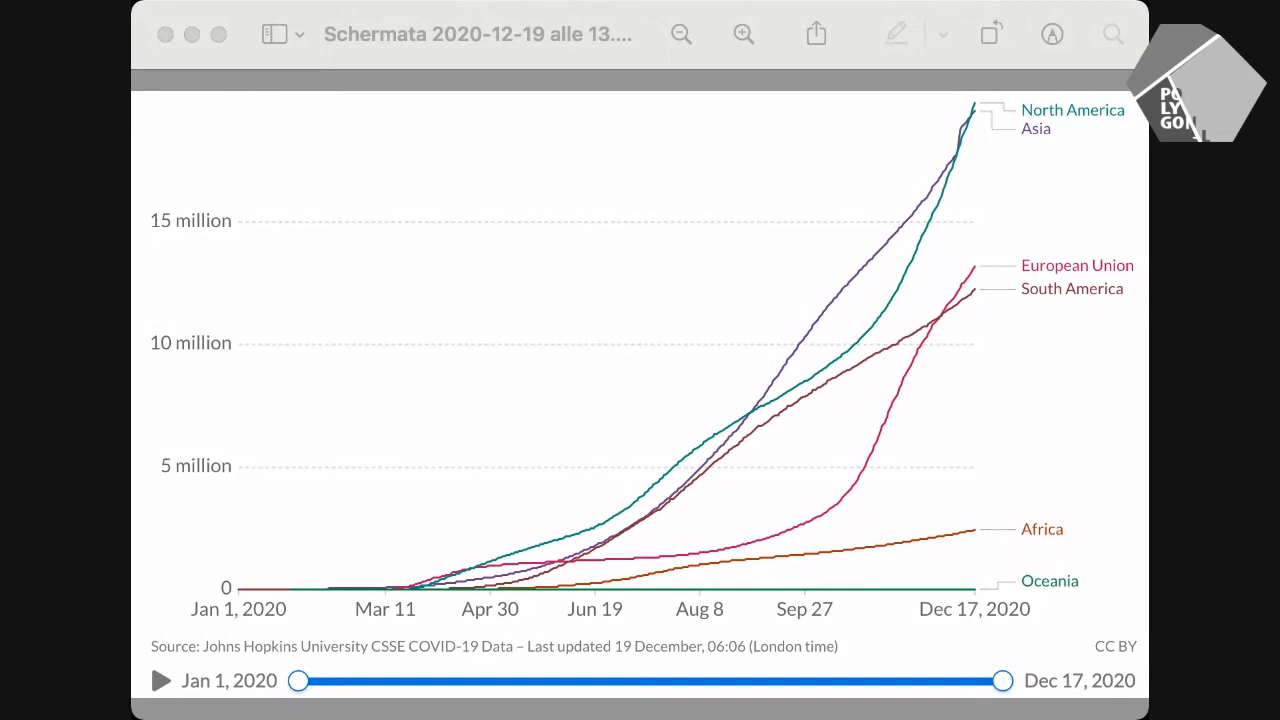 Schermata 2020-12-19 alle 13....
PO
LY
GON
North America
Asia
15 million
European Union
South America
10 million
5 million
Africa
Oceania
0
Jan 1, 2020 Mar 11 Apr 30 Jun 19 Aug 8 Sep 27 Dec 17, 2020
Source: Johns Hopkins University CSSE COVID-19 Data – Last updated 19 December, 06:06 (London time) CC BY
Jan 1, 2020 Dec 17, 2020